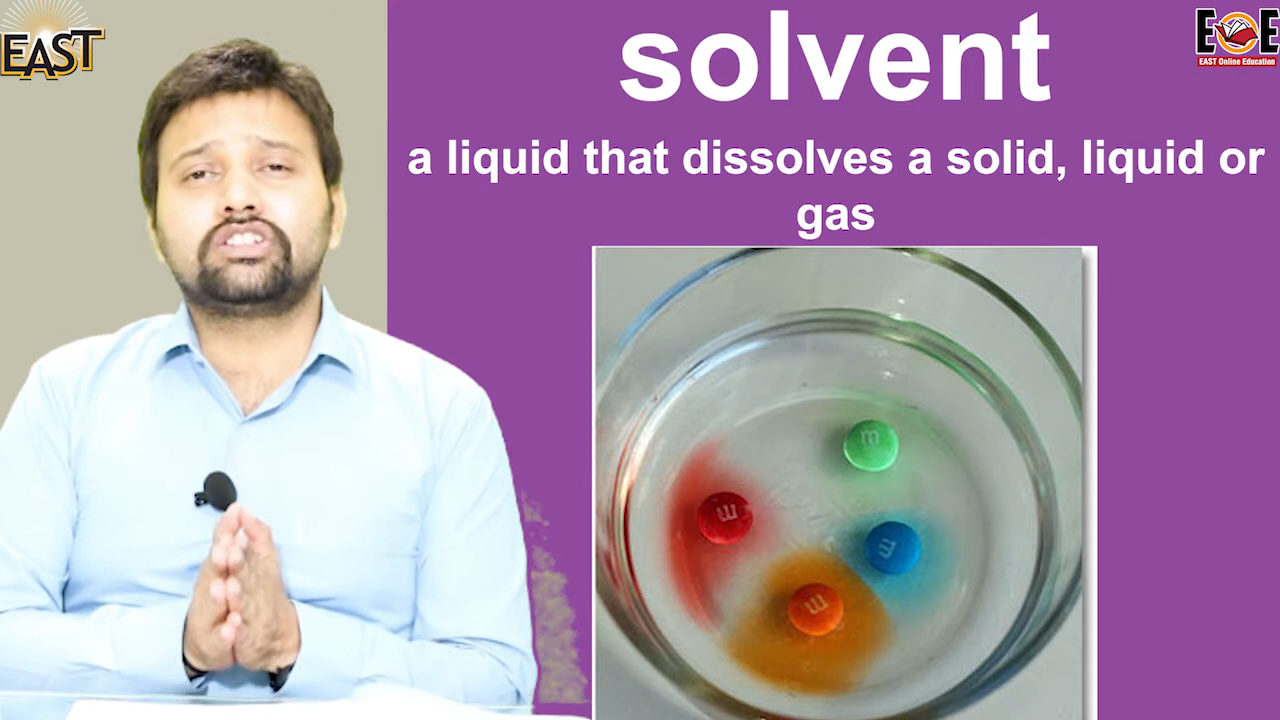 EAST
solvent
EOE
EAST Online Education
a liquid that dissolves a solid, liquid or
gas
m
m
m
m